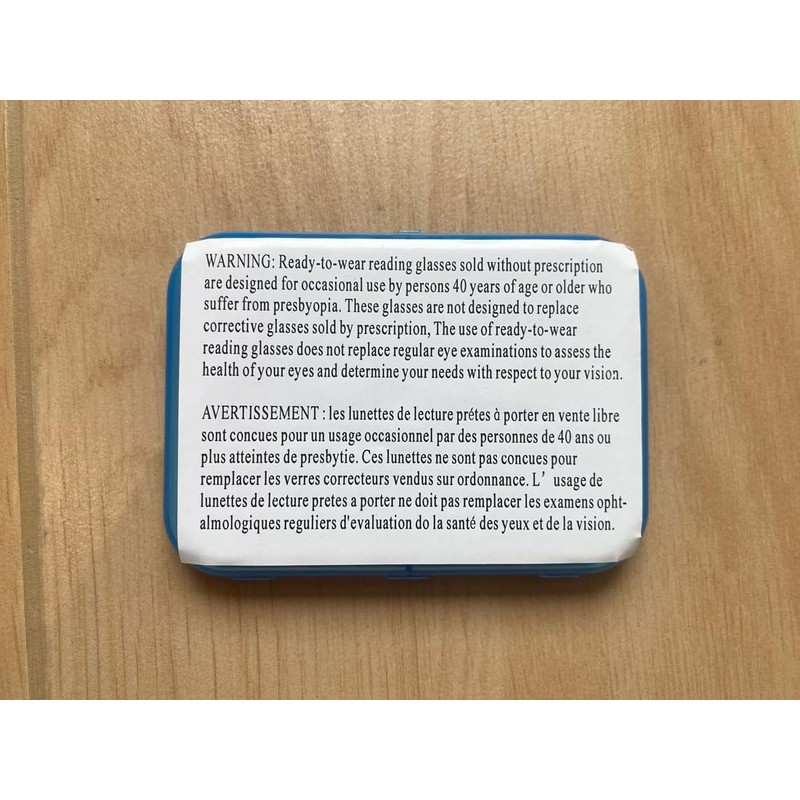 WARNING: Ready-to-wear reading glasses sold without prescription
are designed for occasional use by persons 40 years of age or older who
suffer from presbyopia. These glasses are not designed to replace
corrective glasses sold by prescription, The use of ready-to-wear
reading glasses does not replace regular eye examinations to assess the
health of your eyes and determine your needs with respect to your vision.
AVERTISSEMENT : les lunettes de lecture prétes à porter en vente libre
sont concues pour un usage occasionnel par des personnes de 40 ans ou
plus atteintes de presbytie. Ces lunettes ne sont pas concues pour
remplacer les verres correcteurs vendus sur ordonnance. L' usage de
lunettes de lecture pretes a porter ne doit pas remplacer les examens opht-
almologiques reguliers d'evaluation do la santé des yeux et de la vision.